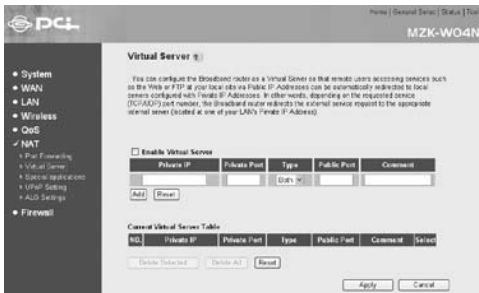 PCi
Home | General Setup | Status | Tool
MZK-W04N
System
WAN
LAN
Wireless
QoS
NAT
Port Forwarding
Virtual Server
Special applications
UPnP Setting
ALG Settings
Firewall
Virtual Server
You can configure the Broadband router as a Virtual Server so that remote users accessing services such
as the Web or FTP at your local site via Public IP Addresses can be automatically redirected to local
servers configured with Private IP Addresses. In other words, depending on the requested service
(TCP/UDP) port number, the Broadband router redirects the external service request to the appropriate
internal server (located at one of your LAN's Private IP Address).
Enable Virtual Server
Private IP Private Port Type Public Port Comment
Both
Add Reset
Current Virtual Server Table
NO. Private IP Private Port Type Public Port Comment Select
Delete Selected Delete All Reset
Apply Cancel